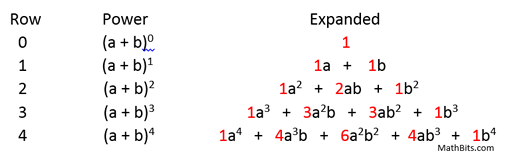 Row Power Expanded
0 (a + b)⁰ 1
1 (a + b)¹ 1a + 1b
2 (a + b)² 1a² + 2ab + 1b²
3 (a + b)³ 1a³ + 3a²b + 3ab² + 1b³
4 (a + b)⁴ 1a⁴ + 4a³b + 6a²b² + 4ab³ + 1b⁴
MathBits.com